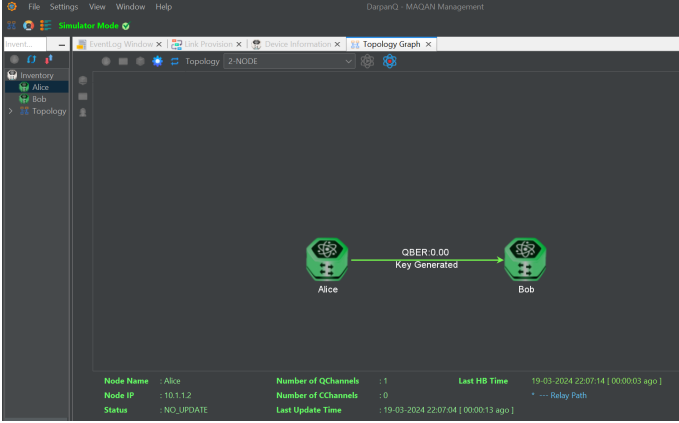 File Settings View Window Help DarpanQ - MAQAN Management
Simulator Mode
Invent... EventLog Window × Link Provision × Device Information × Topology Graph ×
Topology 2-NODE
Inventory
Alice
Bob
> Topology
QBER:0.00
Key Generated
Alice Bob
Node Name : Alice Number of QChannels : 1 Last HB Time 19-03-2024 22:07:14 [ 00:00:03 ago ]
Node IP : 10.1.1.2 Number of CChannels : 0 * --- Relay Path
Status : NO_UPDATE Last Update Time : 19-03-2024 22:07:04 [ 00:00:13 ago ]